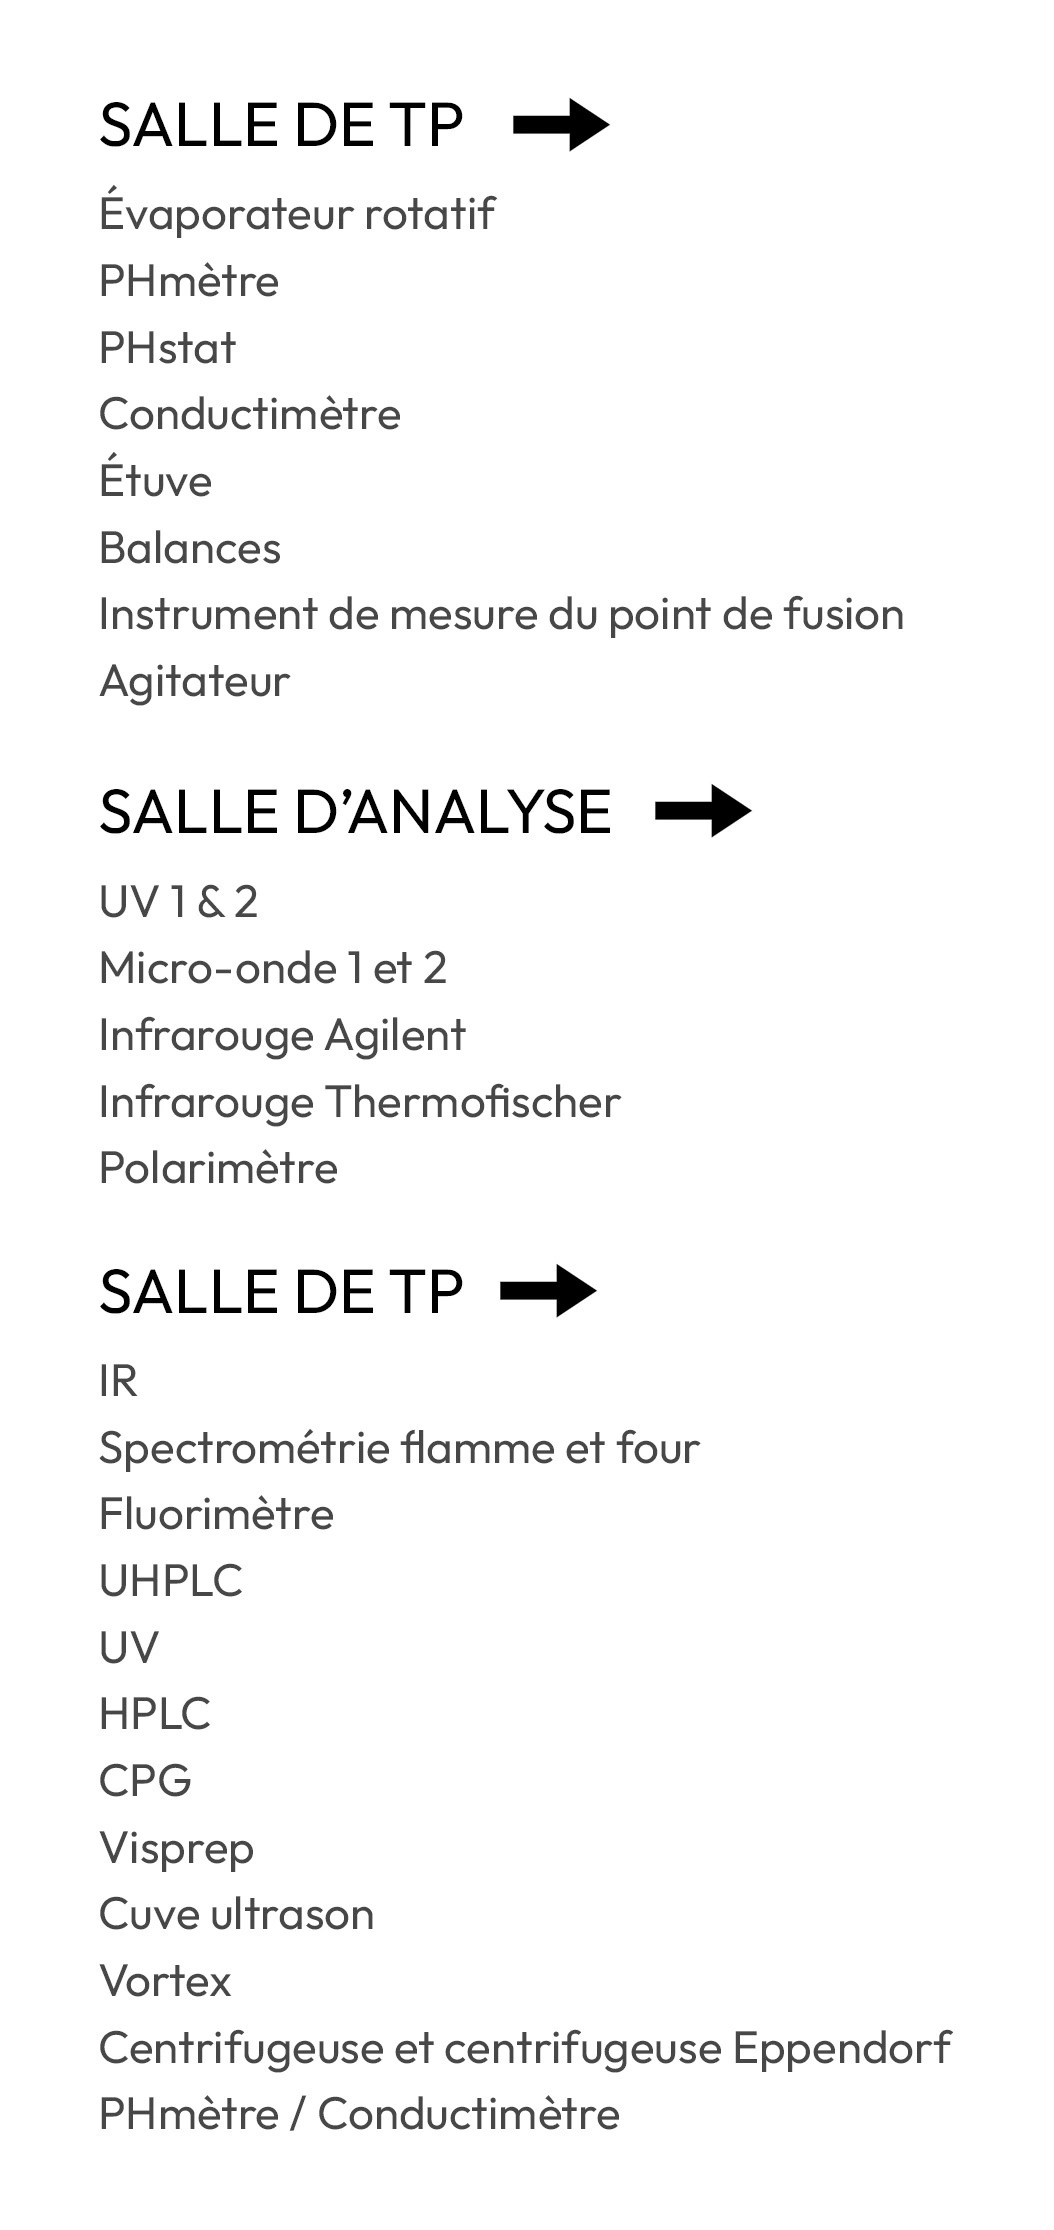 SALLE DE TP
Évaporateur rotatif
PHmètre
PHstat
Conductimètre
Étuve
Balances
Instrument de mesure du point de fusion
Agitateur
SALLE D’ANALYSE
UV 1 & 2
Micro-onde 1 et 2
Infrarouge Agilent
Infrarouge Thermofischer
Polarimètre
SALLE DE TP
IR
Spectrométrie flamme et four
Fluorimètre
UHPLC
UV
HPLC
CPG
Visprep
Cuve ultrason
Vortex
Centrifugeuse et centrifugeuse Eppendorf
PHmètre / Conductimètre